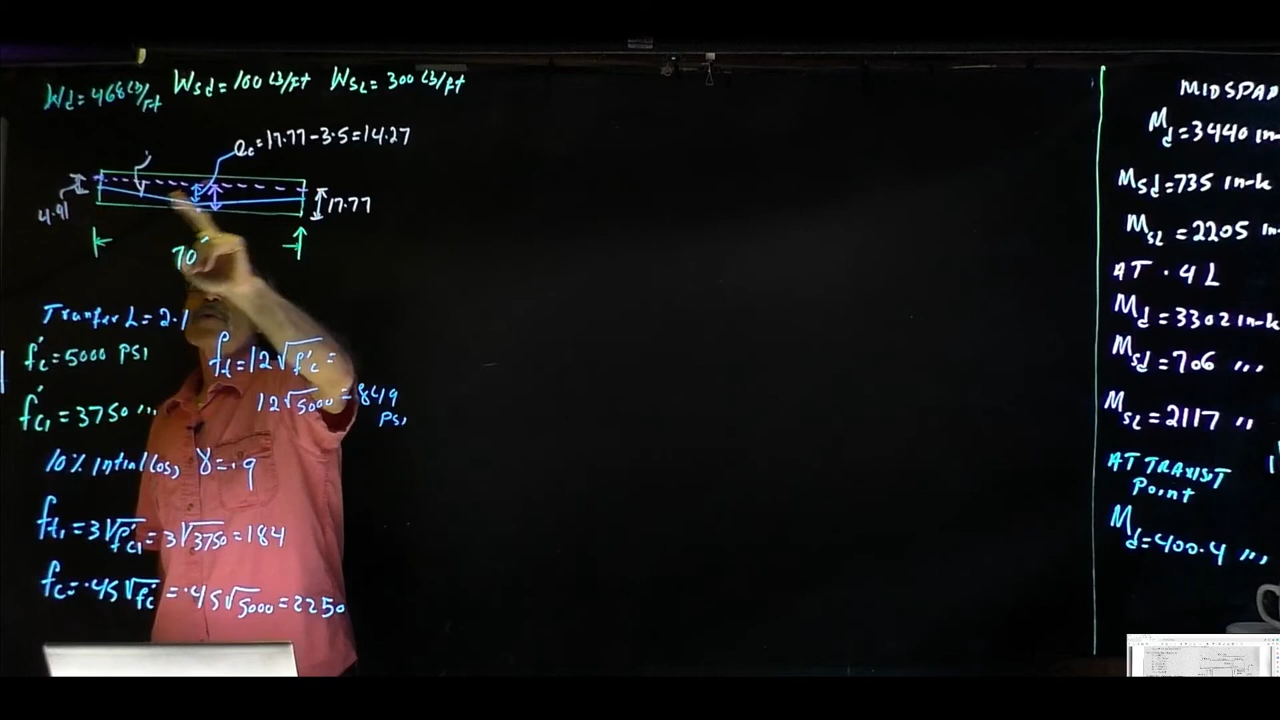 Wd = 468 lb/ft Wsd = 100 lb/ft WSL = 300 lb/ft
ec = 17.77 - 3.5 = 14.27
4.91
17.77
70'
Transfer L = 2.1
f'c = 5000 PSI
f'ci = 3750 "
ft = 12√f'c =
12√5000 = 849
PSI
10% Intial Los, γ = .9
fti = 3√f'ci = 3√3750 = 184
fc = .45√f'c = .45√5000 = 2250
MIDSPAD
Md = 3440 in-
Msd = 735 in-k
MSL = 2205 in-k
AT .4L
Md = 3302 in-k
Msd = 706 "
MSL = 2117 "
AT TRANSIT
Point
Md = 400.4 "